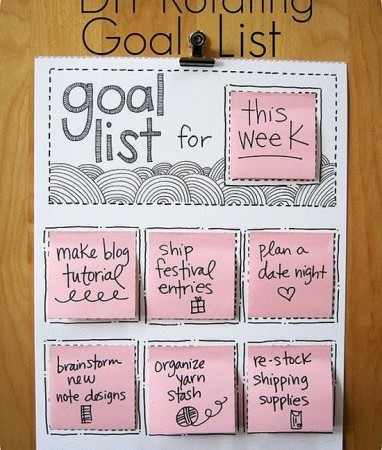 DIY Rotating
Goal List
goal
list for
this
week
make blog
tutorial
ship
festival
entries
plan a
date night
brainstorm
new
note designs
organize
yarn
stash
re-stock
shipping
supplies